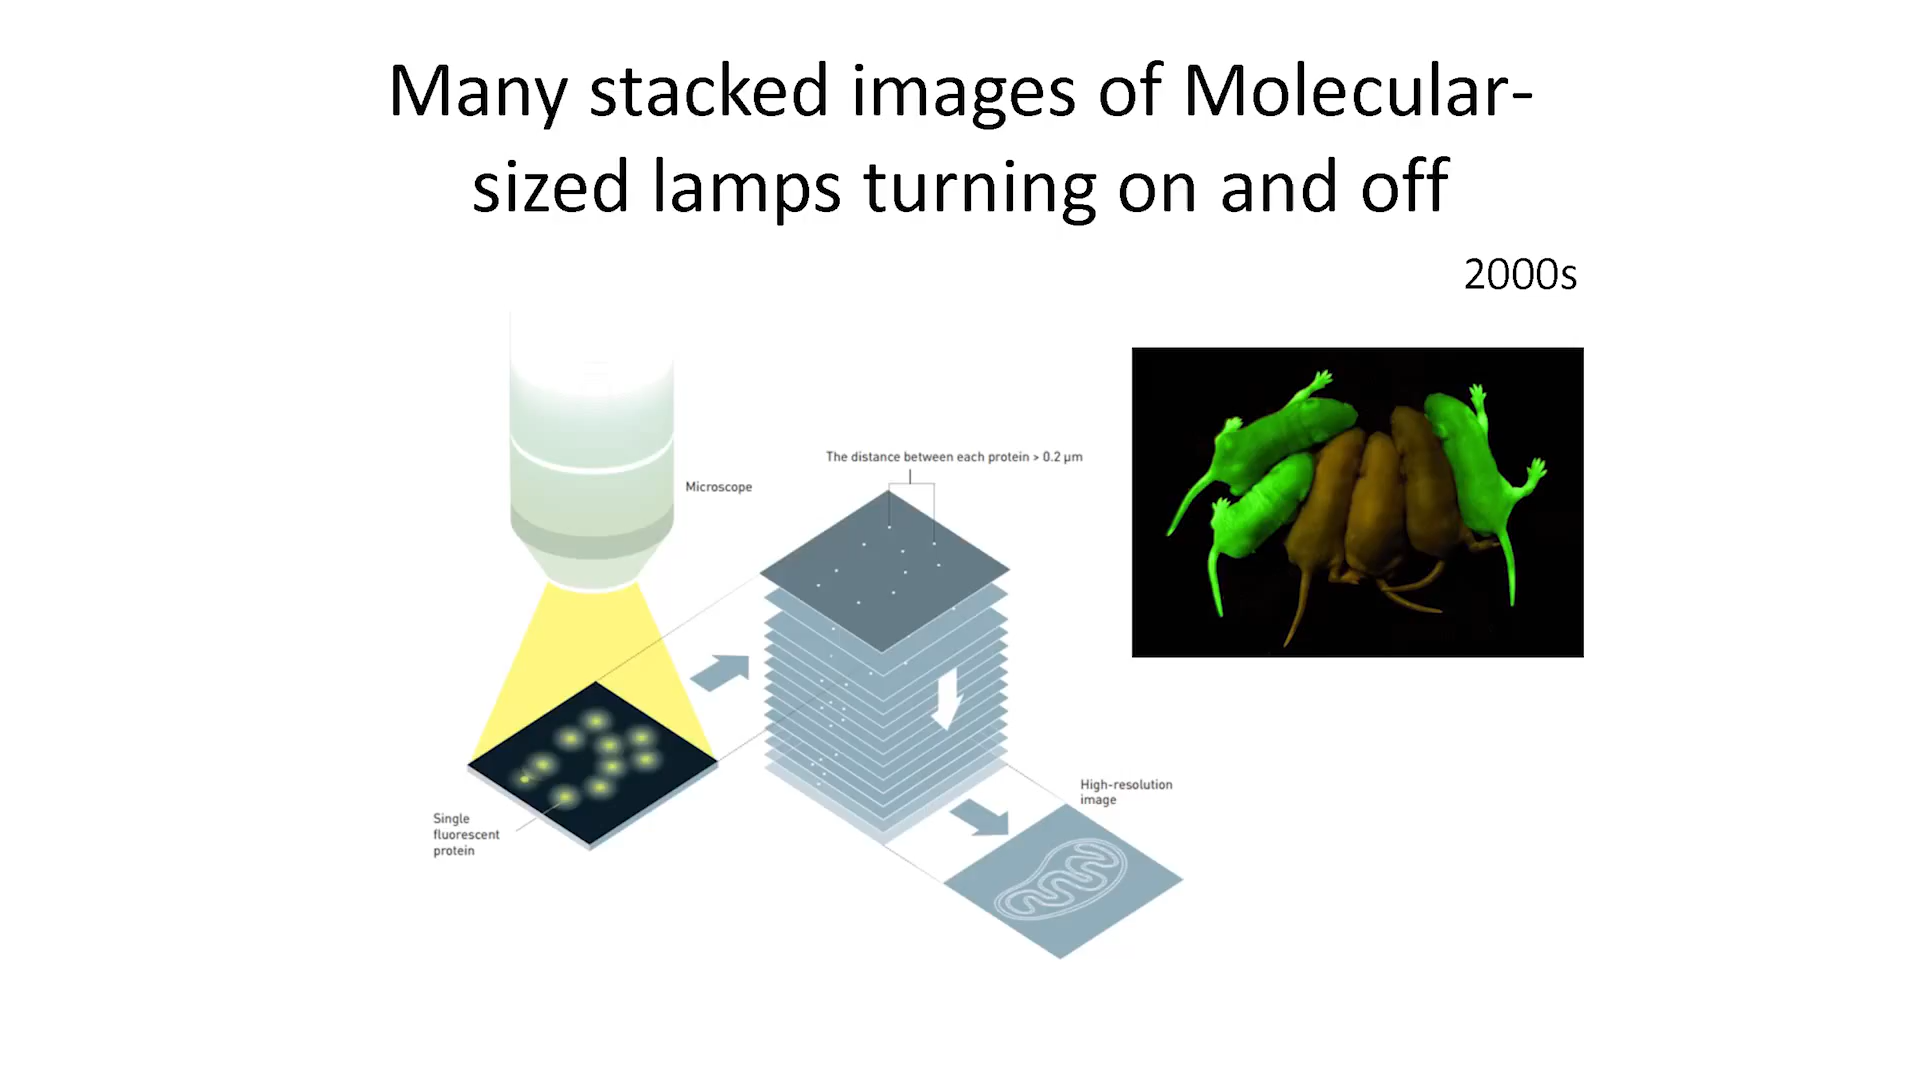 Many stacked images of Molecular-
sized lamps turning on and off
2000s
The distance between each protein > 0.2 μm
Microscope
Single
fluorescent
protein
High-resolution
image